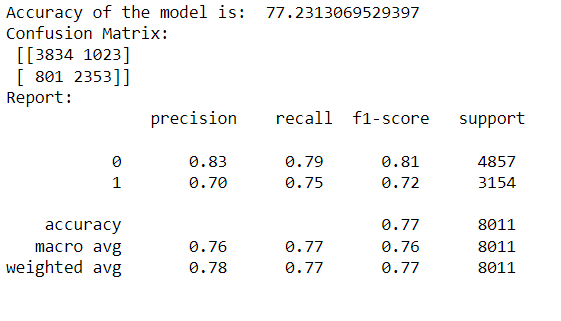 Accuracy of the model is:  77.2313069529397
Confusion Matrix:
 [[3834 1023]
 [ 801 2353]]
Report:
              precision    recall  f1-score   support

           0       0.83      0.79      0.81      4857
           1       0.70      0.75      0.72      3154

    accuracy                           0.77      8011
   macro avg       0.76      0.77      0.76      8011
weighted avg       0.78      0.77      0.77      8011